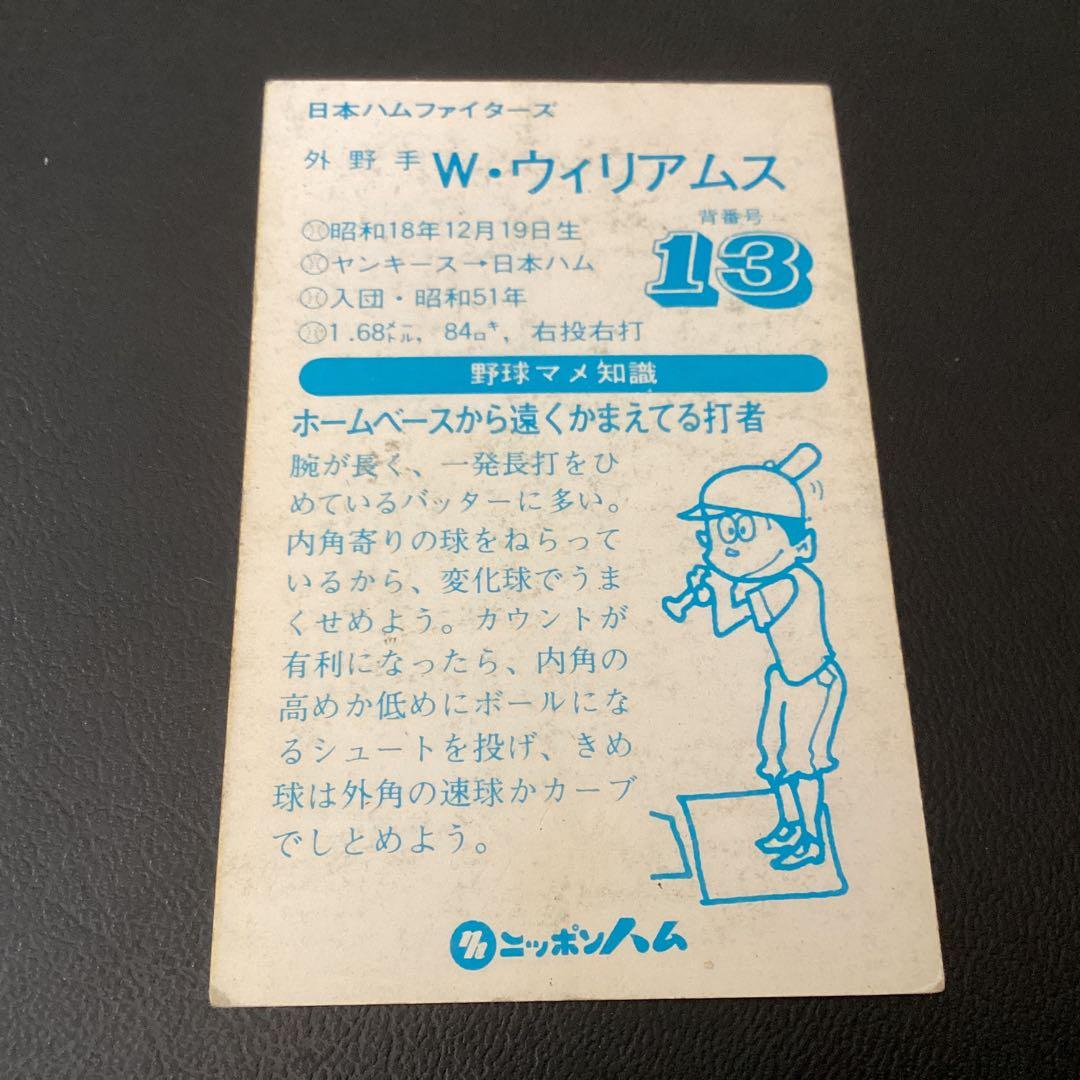 日本ハムファイターズ
外野手 W・ウィリアムス
背番号
13
昭和18年12月19日生
ヤンキース→日本ハム
入団・昭和51年
1.68㍍, 84㌔, 右投右打
野球マメ知識
ホームベースから遠くかまえてる打者
腕が長く、一発長打をひ
めているバッターに多い。
内角寄りの球をねらって
いるから、変化球でうま
くせめよう。カウントが
有利になったら、内角の
高めか低めにボールにな
るシュートを投げ、きめ
球は外角の速球かカーブ
でしとめよう。
nh ニッポンハム